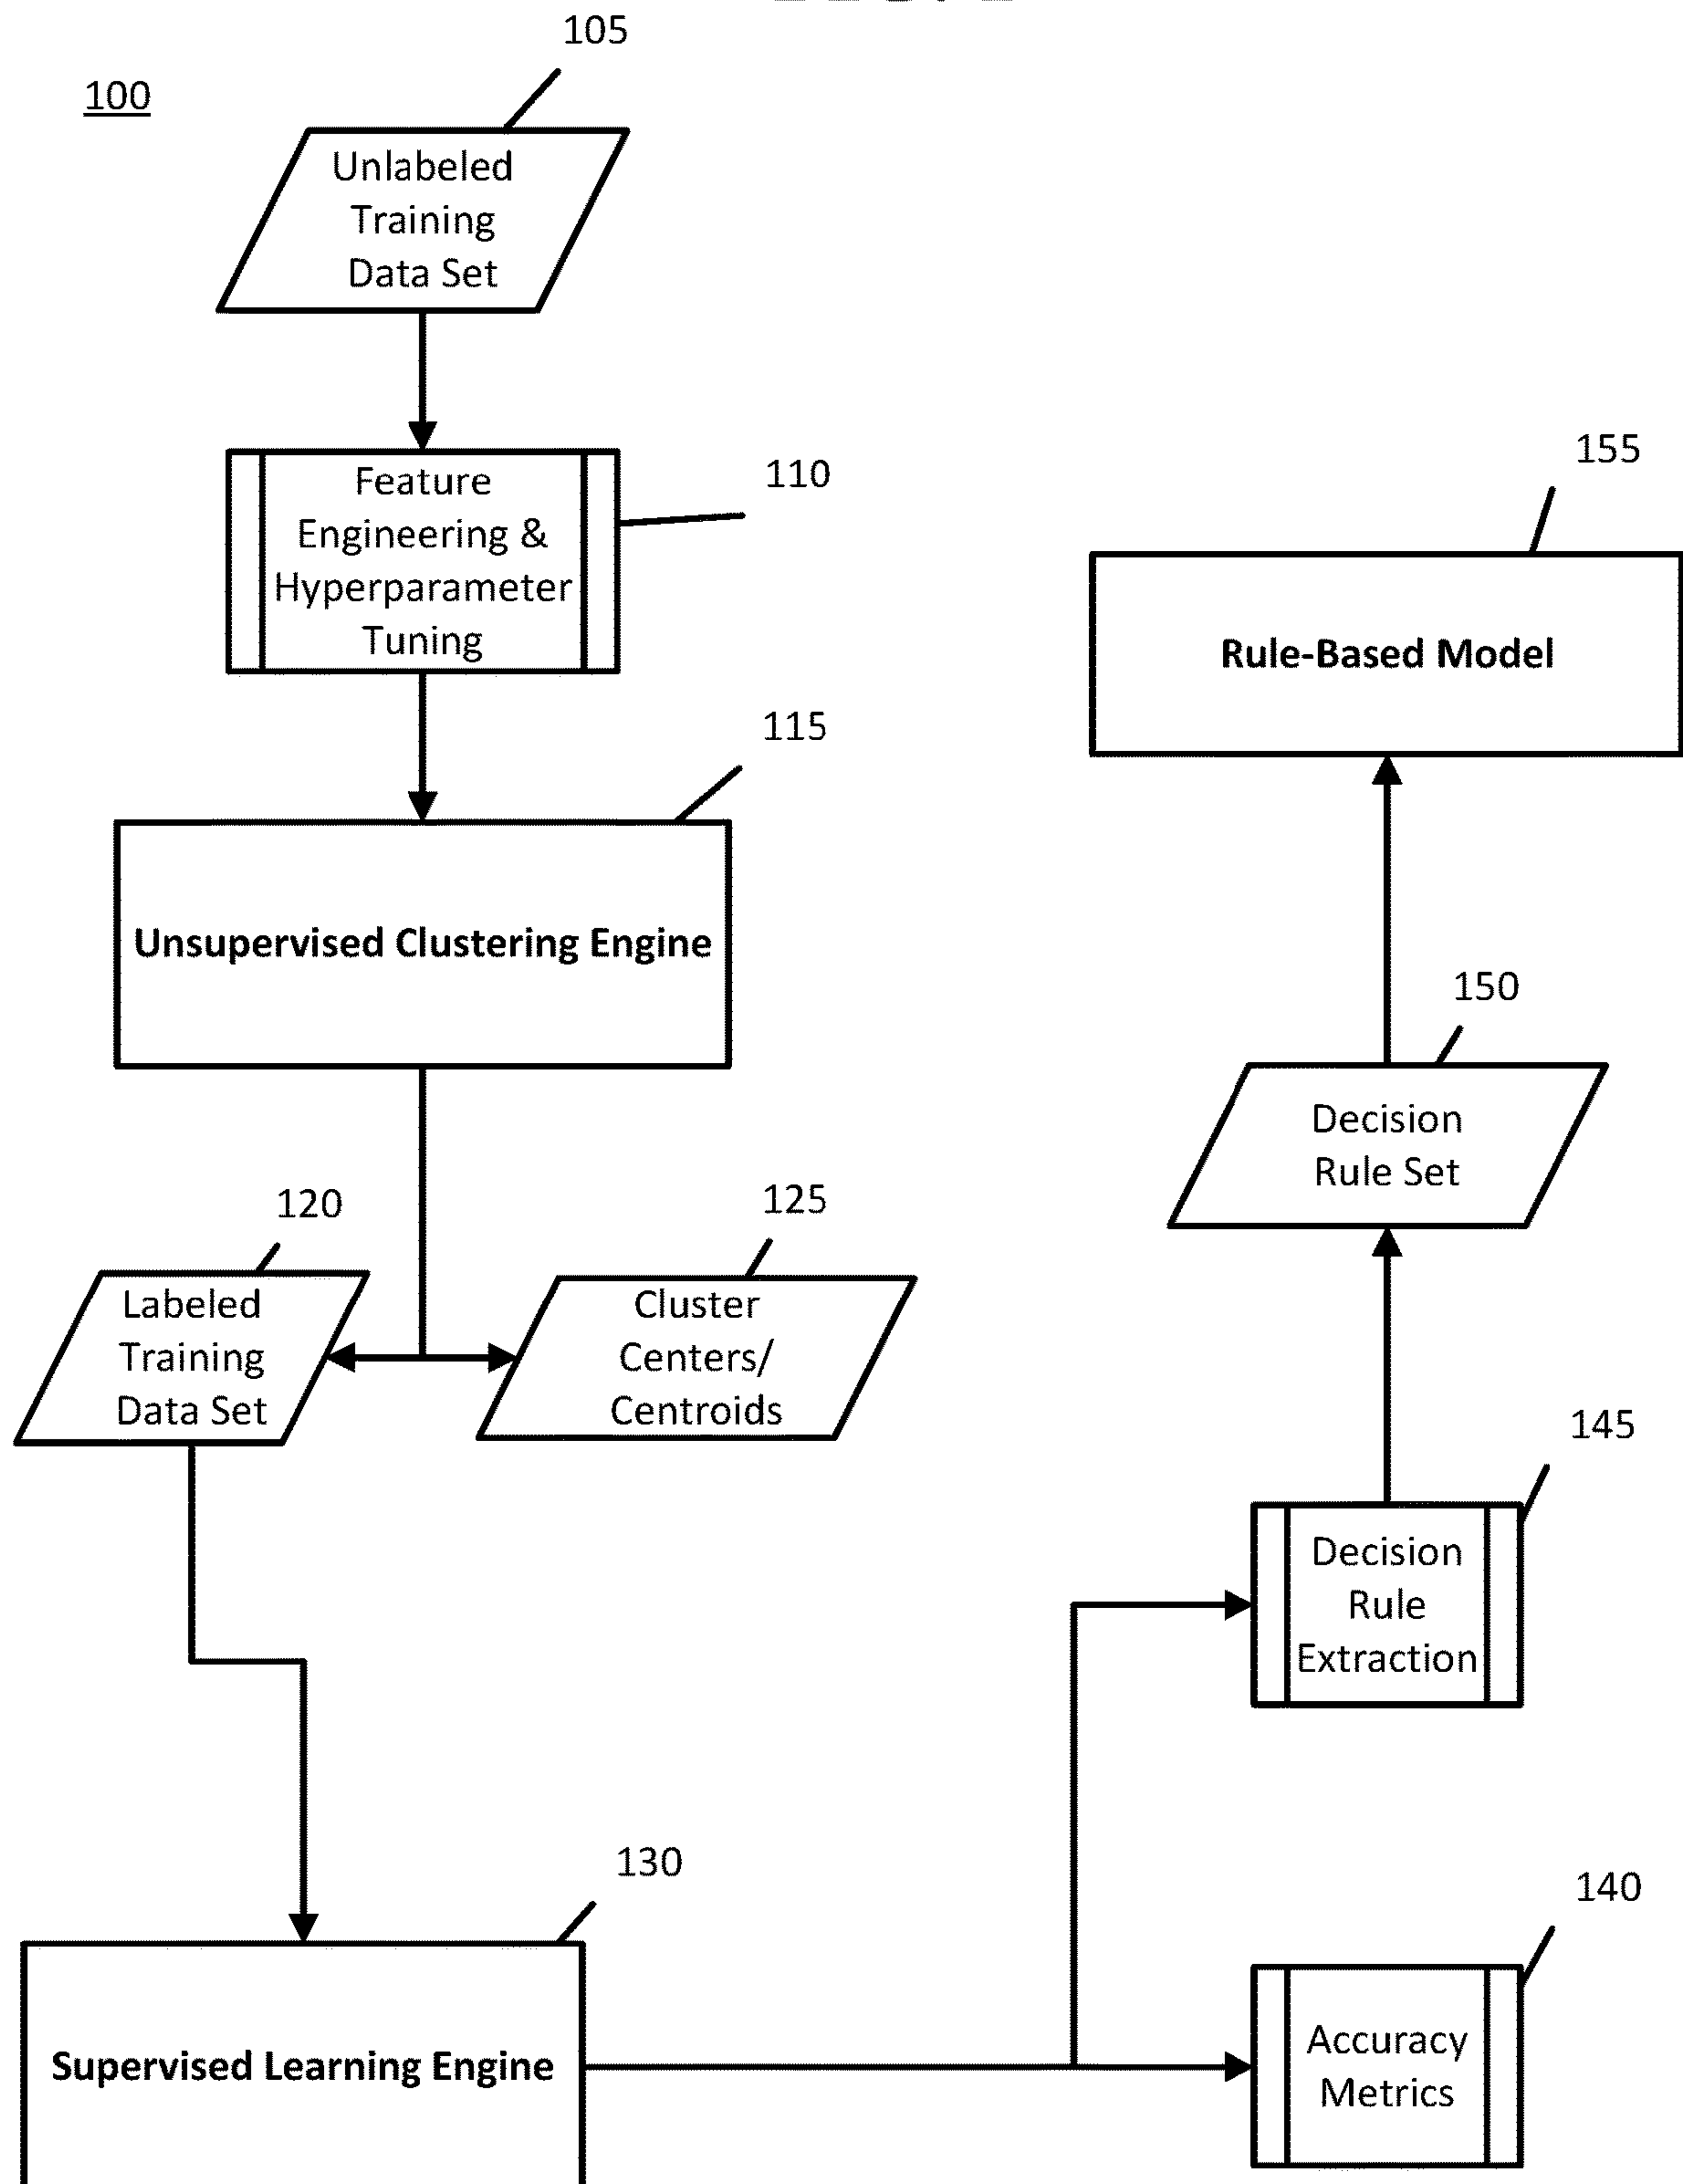 105
100
Unlabeled
Training
Data Set
110
Feature
Engineering &
Hyperparameter
Tuning
155
Rule-Based Model
115
Unsupervised Clustering Engine
150
Decision
Rule Set
120
Labeled
Training
Data Set
125
Cluster
Centers/
Centroids
145
Decision
Rule
Extraction
130
Supervised Learning Engine
140
Accuracy
Metrics